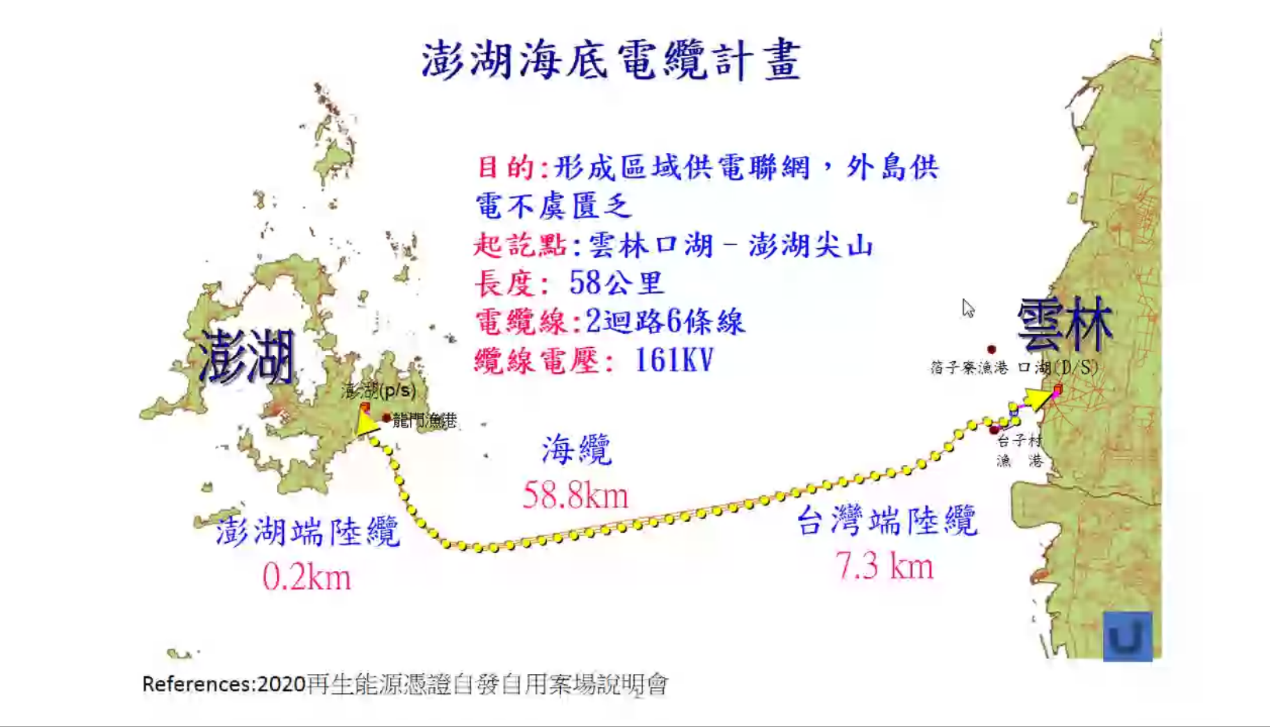 澎湖海底電纜計畫
目的:形成區域供電聯網，外島供
電不虞匱乏
起訖點:雲林口湖－澎湖尖山
長度: 58公里
電纜線:2迴路6條線
纜線電壓: 161KV
澎湖
雲林
箔子寮漁港 口湖(D/S)
澎湖(p/s)
龍門漁港
台子村
漁 港
海纜
58.8km
澎湖端陸纜
0.2km
台灣端陸纜
7.3 km
References:2020再生能源憑證自發自用案場說明會